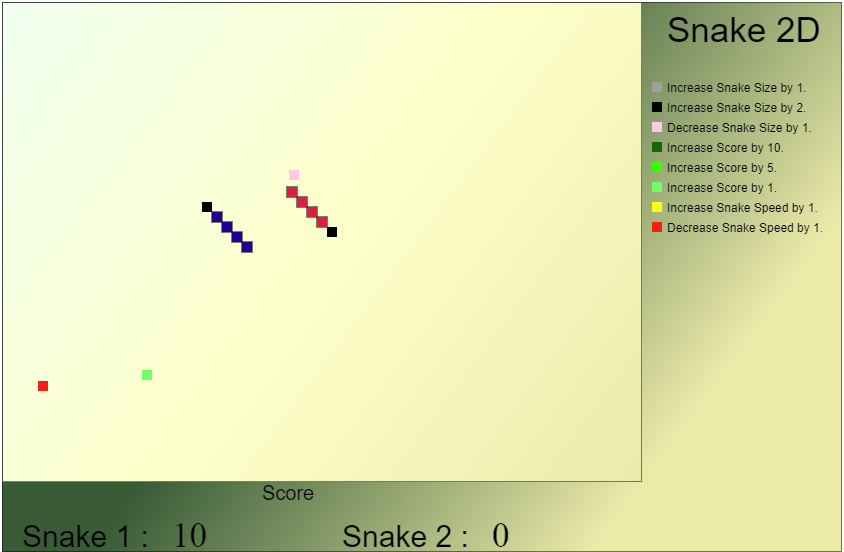 Snake 2D
Increase Snake Size by 1.
Increase Snake Size by 2.
Decrease Snake Size by 1.
Increase Score by 10.
Increase Score by 5.
Increase Score by 1.
Increase Snake Speed by 1.
Decrease Snake Speed by 1.
Score
Snake 1 : 10 Snake 2 : 0